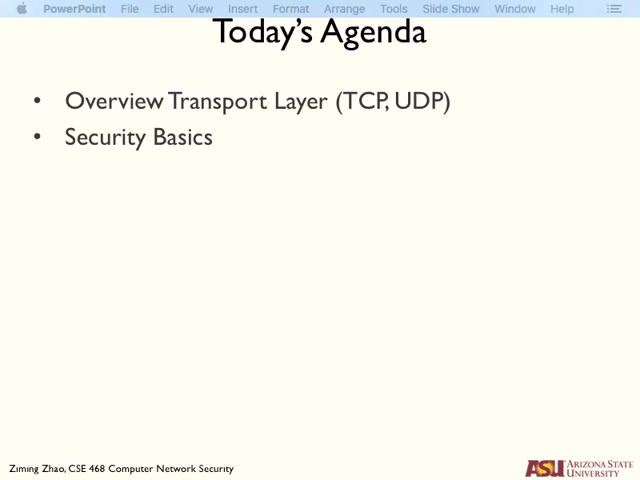 PowerPoint File Edit View Insert Format Arrange Tools Slide Show Window Help
Today's Agenda
• Overview Transport Layer (TCP, UDP)
• Security Basics
Ziming Zhao, CSE 468 Computer Network Security
ASU ARIZONA STATE
UNIVERSITY